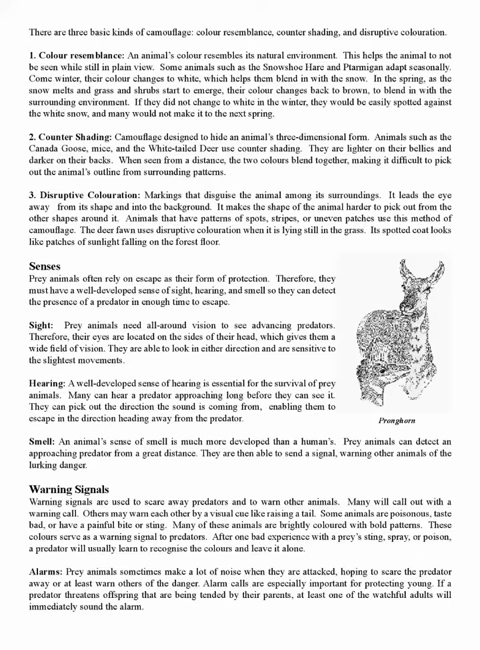 There are three basic kinds of camouflage: colour resemblance, counter shading, and disruptive colouration.
1. Colour resemblance: An animal's colour resembles its natural environment. This helps the animal to not
be seen while still in plain view. Some animals such as the Snowshoe Hare and Ptarmigan adapt seasonally.
Come winter, their colour changes to white, which helps them blend in with the snow. In the spring, as the
snow melts and grass and shrubs start to emerge, their colour changes back to brown, to blend in with the
surrounding environment. If they did not change to white in the winter, they would be easily spotted against
the white snow, and many would not make it to the next spring.
2. Counter Shading: Camouflage designed to hide an animal's three-dimensional form. Animals such as the
Canada Goose, mice, and the White-tailed Deer use counter shading. They are lighter on their bellies and
darker on their backs. When seen from a distance, the two colours blend together, making it difficult to pick
out the animal's outline from surrounding patterns.
3. Disruptive Colouration: Markings that disguise the animal among its surroundings. It leads the eye
away from its shape and into the background. It makes the shape of the animal harder to pick out from the
other shapes around it. Animals that have patterns of spots, stripes, or uneven patches use this method of
camouflage. The deer fawn uses disruptive colouration when it is lying still in the grass. Its spotted coat looks
like patches of sunlight falling on the forest floor.
Senses
Prey animals often rely on escape as their form of protection. Therefore, they
must have a well-developed sense of sight, hearing, and smell so they can detect
the presence of a predator in enough time to escape.
Sight: Prey animals need all-around vision to see advancing predators.
Therefore, their eyes are located on the sides of their head, which gives them a
wide field of vision. They are able to look in either direction and are sensitive to
the slightest movements.
Hearing: A well-developed sense of hearing is essential for the survival of prey
animals. Many can hear a predator approaching long before they can see it.
They can pick out the direction the sound is coming from, enabling them to
escape in the direction heading away from the predator.
Pronghorn
Smell: An animal's sense of smell is much more developed than a human's. Prey animals can detect an
approaching predator from a great distance. They are then able to send a signal, warning other animals of the
lurking danger.
Warning Signals
Warning signals are used to scare away predators and to warn other animals. Many will call out with a
warning call. Others may warn each other by a visual cue like raising a tail. Some animals are poisonous, taste
bad, or have a painful bite or sting. Many of these animals are brightly coloured with bold patterns. These
colours serve as a warning signal to predators. After one bad experience with a prey's sting, spray, or poison,
a predator will usually learn to recognise the colours and leave it alone.
Alarms: Prey animals sometimes make a lot of noise when they are attacked, hoping to scare the predator
away or at least warn others of the danger. Alarm calls are especially important for protecting young. If a
predator threatens offspring that are being tended by their parents, at least one of the watchful adults will
immediately sound the alarm.